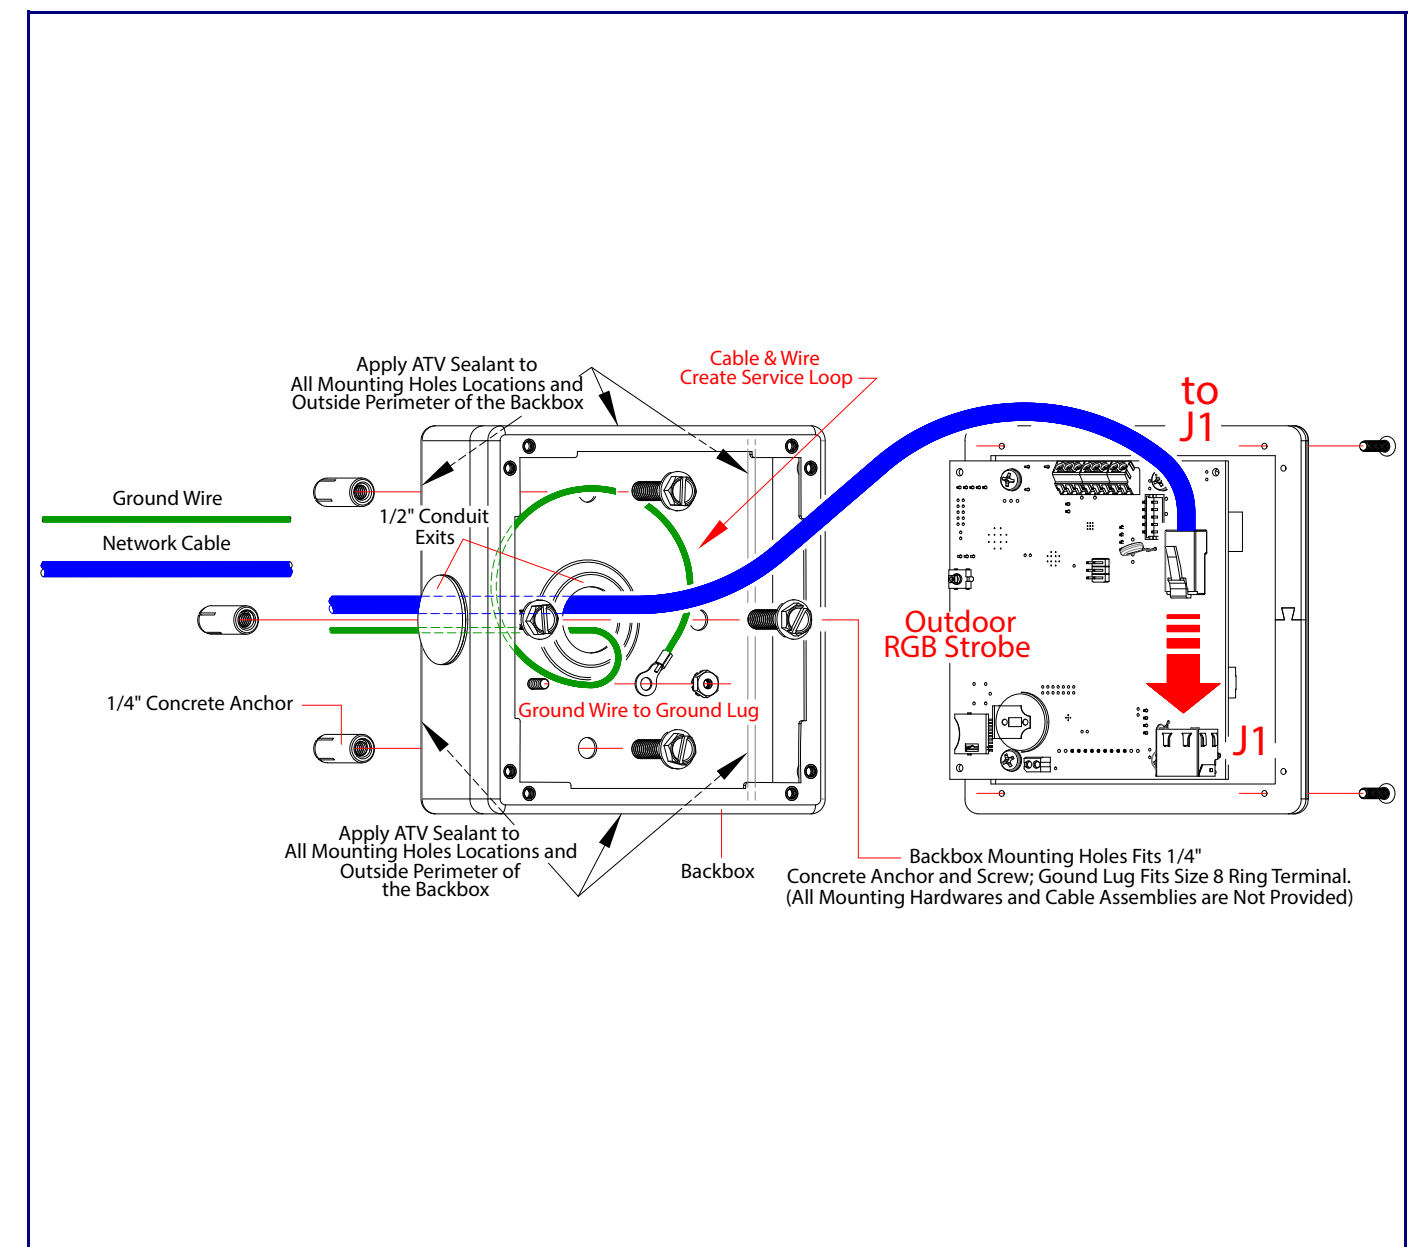 Apply ATV Sealant to
All Mounting Holes Locations and
Outside Perimeter of the Backbox
Cable & Wire
Create Service Loop
to
J1
Ground Wire
1/2" Conduit
Exits
Network Cable
Outdoor
RGB Strobe
1/4" Concrete Anchor
Ground Wire to Ground Lug
J1
Apply ATV Sealant to
All Mounting Holes Locations and
Outside Perimeter of
the Backbox
Backbox
Backbox Mounting Holes Fits 1/4"
Concrete Anchor and Screw; Gound Lug Fits Size 8 Ring Terminal.
(All Mounting Hardwares and Cable Assemblies are Not Provided)